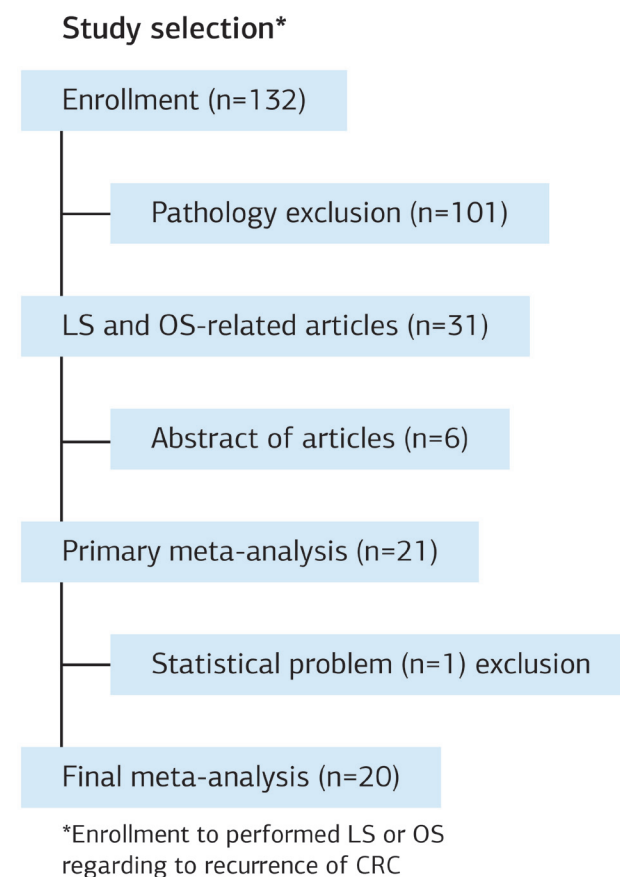 Study selection*
Enrollment (n=132)
Pathology exclusion (n=101)
LS and OS-related articles (n=31)
Abstract of articles (n=6)
Primary meta-analysis (n=21)
Statistical problem (n=1) exclusion
Final meta-analysis (n=20)
*Enrollment to performed LS or OS
regarding to recurrence of CRC